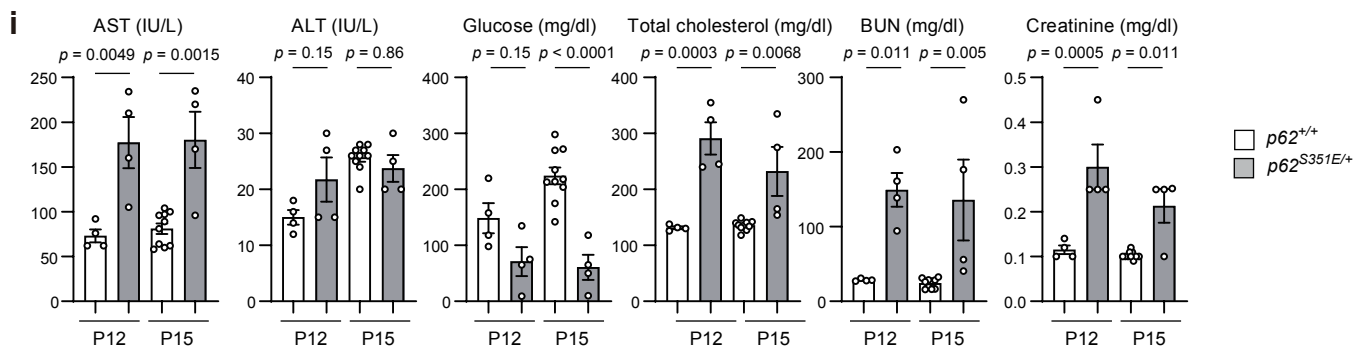 i
AST (IU/L)
p = 0.0049 p = 0.0015
250
200
150
100
50
0
P12 P15
ALT (IU/L)
p = 0.15 p = 0.86
40
30
20
10
0
P12 P15
Glucose (mg/dl)
p = 0.15 p < 0.0001
400
300
200
100
0
P12 P15
Total cholesterol (mg/dl)
p = 0.0003 p = 0.0068
400
300
200
100
0
P12 P15
BUN (mg/dl)
p = 0.011 p = 0.005
300
200
100
0
P12 P15
Creatinine (mg/dl)
p = 0.0005 p = 0.011
0.5
0.4
0.3
0.2
0.1
0.0
P12 P15
p62+/+
p62S351E/+